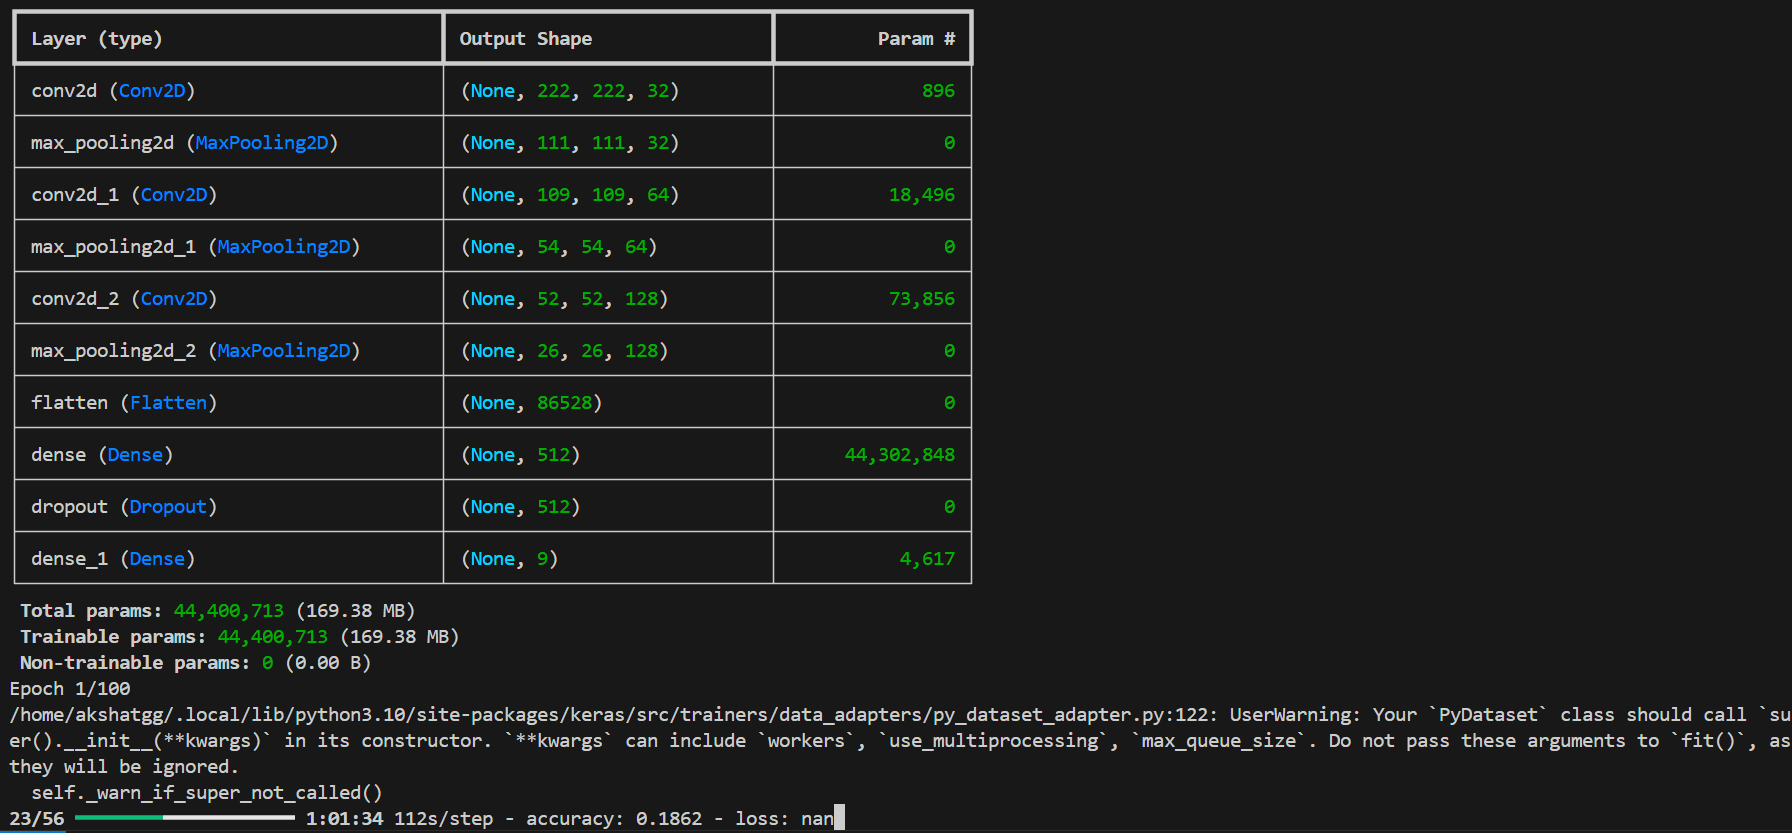 Layer (type) Output Shape Param #
conv2d (Conv2D) (None, 222, 222, 32) 896
max_pooling2d (MaxPooling2D) (None, 111, 111, 32) 0
conv2d_1 (Conv2D) (None, 109, 109, 64) 18,496
max_pooling2d_1 (MaxPooling2D) (None, 54, 54, 64) 0
conv2d_2 (Conv2D) (None, 52, 52, 128) 73,856
max_pooling2d_2 (MaxPooling2D) (None, 26, 26, 128) 0
flatten (Flatten) (None, 86528) 0
dense (Dense) (None, 512) 44,302,848
dropout (Dropout) (None, 512) 0
dense_1 (Dense) (None, 9) 4,617
Total params: 44,400,713 (169.38 MB)
Trainable params: 44,400,713 (169.38 MB)
Non-trainable params: 0 (0.00 B)
Epoch 1/100
/home/akshatgg/.local/lib/python3.10/site-packages/keras/src/trainers/data_adapters/py_dataset_adapter.py:122: UserWarning: Your `PyDataset` class should call `su
er().__init__(**kwargs)` in its constructor. `**kwargs` can include `workers`, `use_multiprocessing`, `max_queue_size`. Do not pass these arguments to `fit()`, as
they will be ignored.
self._warn_if_super_not_called()
23/56 1:01:34 112s/step - accuracy: 0.1862 - loss: nan